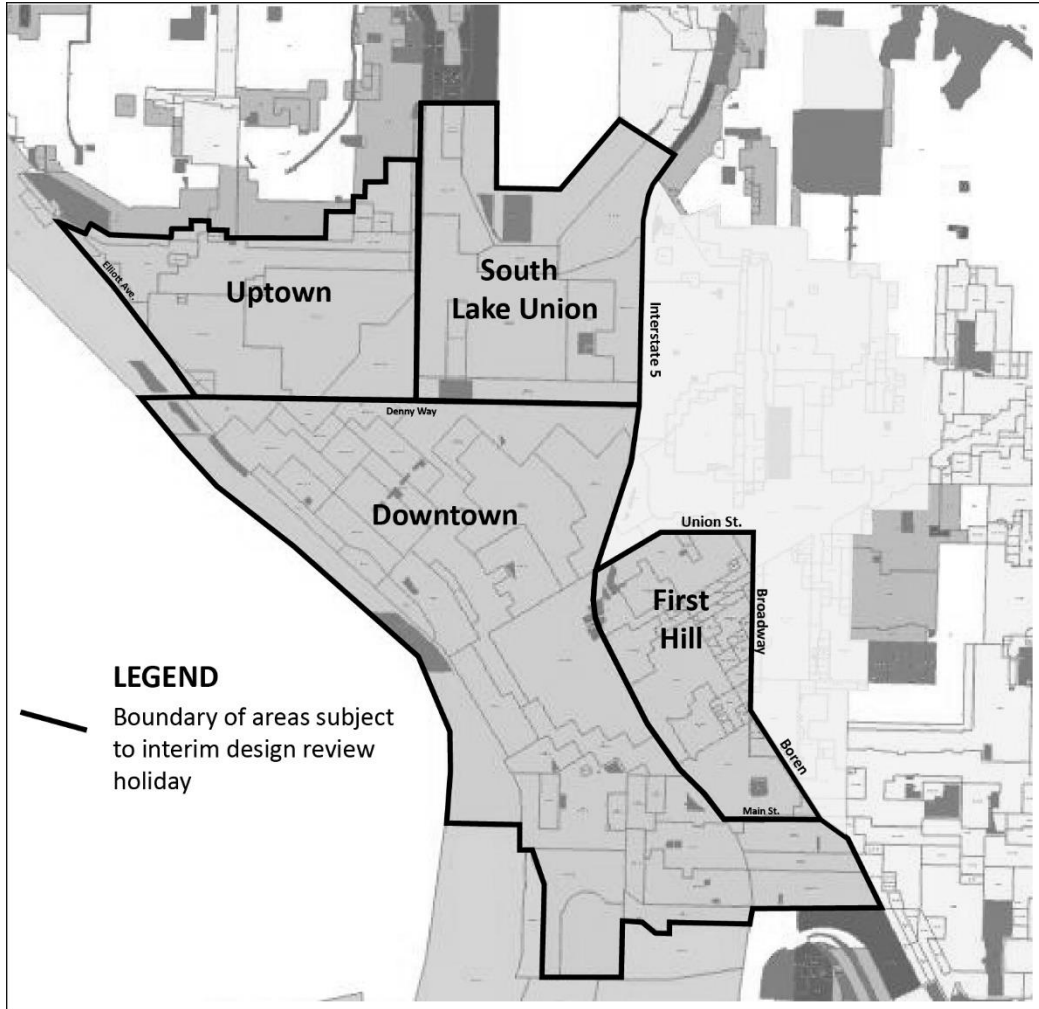 Uptown
South
Lake Union
Elliott Ave.
Interstate 5
Denny Way
Downtown
Union St.
First
Hill
Broadway
LEGEND
Boundary of areas subject
to interim design review
holiday
Boren
Main St.